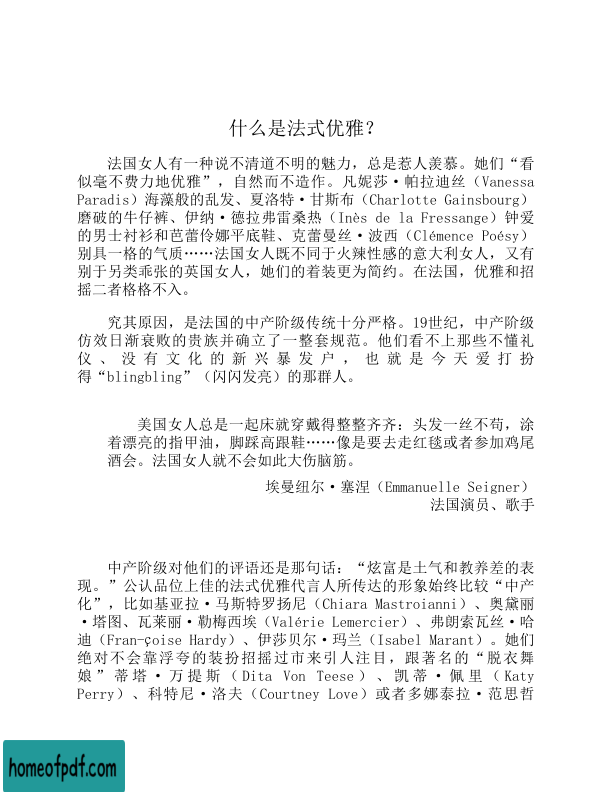 什么是法式优雅？
法国女人有一种说不清道不明的魅力，总是惹人羡慕。她们“看
似毫不费力地优雅”，自然而不造作。凡妮莎·帕拉迪丝（Vanessa
Paradis）海藻般的乱发、夏洛特·甘斯布（Charlotte Gainsbourg）
磨破的牛仔裤、伊纳·德拉弗雷桑热（Inès de la Fressange）钟爱
的男士衬衫和芭蕾伶娜平底鞋、克蕾曼丝·波西（Clémence Poésy）
别具一格的气质……法国女人既不同于火辣性感的意大利女人，又有
别于另类乖张的英国女人，她们的着装更为简约。在法国，优雅和招
摇二者格格不入。
究其原因，是法国的中产阶级传统十分严格。19世纪，中产阶级
仿效日渐衰败的贵族并确立了一整套规范。他们看不上那些不懂礼
仪、没有文化的新兴暴发户，也就是今天爱打扮
得“blingbling”（闪闪发亮）的那群人。
美国女人总是一起床就穿戴得整整齐齐：头发一丝不苟，涂
着漂亮的指甲油，脚踩高跟鞋……像是要去走红毯或者参加鸡尾
酒会。法国女人就不会如此大伤脑筋。
埃曼纽尔·塞涅（Emmanuelle Seigner）
法国演员、歌手
中产阶级对他们的评语还是那句话：“炫富是土气和教养差的表
现。”公认品位上佳的法式优雅代言人所传达的形象始终比较“中产
化”，比如基亚拉·马斯特罗扬尼（Chiara Mastroianni）、奥黛丽
·塔图、瓦莱丽·勒梅西埃（Valérie Lemercier）、弗朗索瓦丝·哈
迪（Fran-çoise Hardy）、伊莎贝尔·玛兰（Isabel Marant）。她们
绝对不会靠浮夸的装扮招摇过市来引人注目，跟著名的“脱衣舞
娘”蒂塔·万提斯（Dita Von Teese）、凯蒂·佩里（Katy
Perry）、科特尼·洛夫（Courtney Love）或者多娜泰拉·范思哲
homeofpdf.com